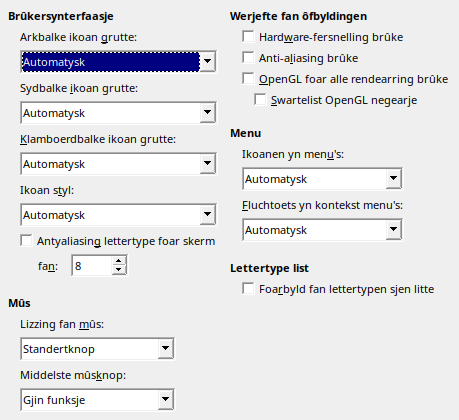 Brûkersynterfaasje
Arkbalke ikoan grutte:
Automatysk
Sydbalke ikoan grutte:
Automatysk
Klamboerdbalke ikoan grutte:
Automatysk
Ikoan styl:
Automatysk
Antyaliasing lettertype foar skerm
fan: 8
Mûs
Lizzing fan mûs:
Standertknop
Middelste mûsknop:
Gjin funksje
Werjefte fan ôfbyldingen
Hardware-fersnelling brûke
Anti-aliasing brûke
OpenGL foar alle rendearring brûke
Swartelist OpenGL negearje
Menu
Ikoanen yn menu's:
Automatysk
Fluchtoets yn kontekst menu's:
Automatysk
Lettertype list
Foarbyld fan lettertypen sjen litte